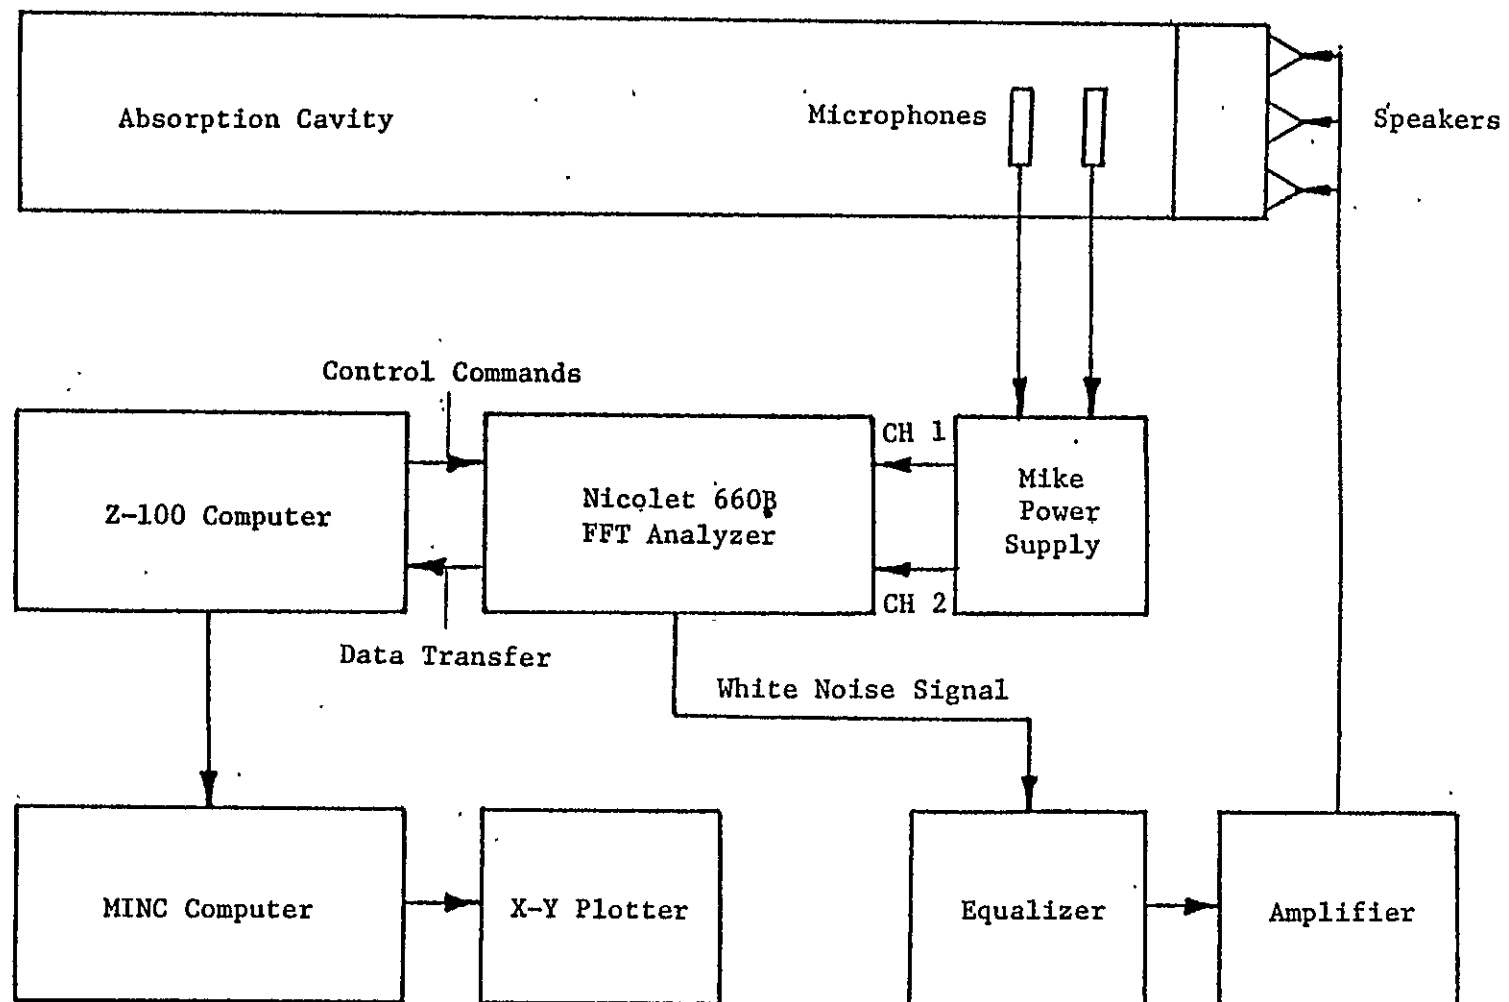 Absorption Cavity
Microphones
Speakers
Control Commands
CH 1
Z-100 Computer
Nicolet 660B
FFT Analyzer
Mike
Power
Supply
CH 2
Data Transfer
White Noise Signal
MINC Computer
X-Y Plotter
Equalizer
Amplifier